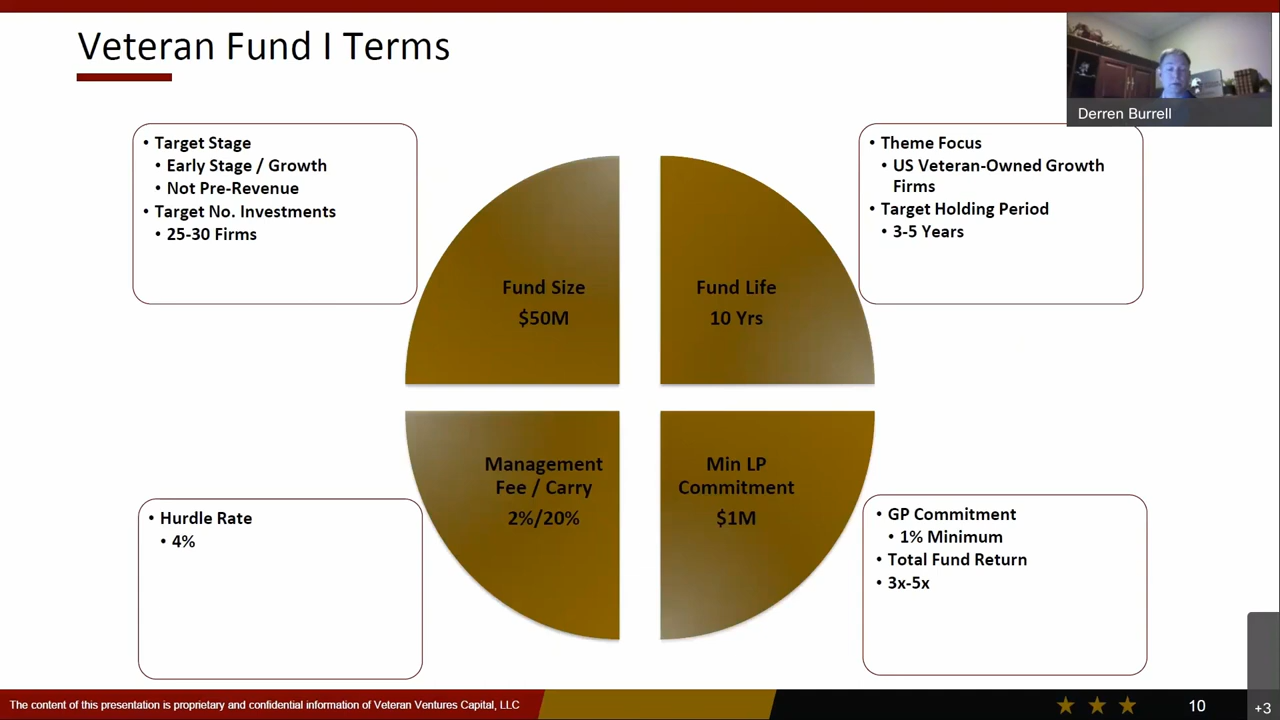 Veteran Fund I Terms
Derren Burrell
• Target Stage
• Early Stage / Growth
• Not Pre-Revenue
• Target No. Investments
• 25-30 Firms
• Theme Focus
• US Veteran-Owned Growth
Firms
• Target Holding Period
• 3-5 Years
Fund Size
$50M
Fund Life
10 Yrs
Management
Fee / Carry
2%/20%
Min LP
Commitment
$1M
• Hurdle Rate
• 4%
• GP Commitment
• 1% Minimum
• Total Fund Return
• 3x-5x
The content of this presentation is proprietary and confidential information of Veteran Ventures Capital, LLC
10
+3